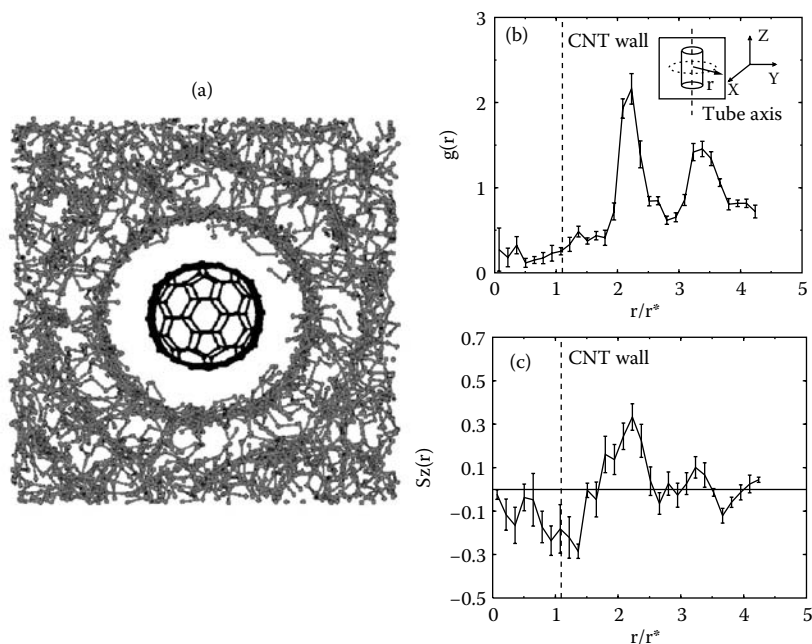 (a)
(b)
CNT wall
Z
Y
X
r
Tube axis
3
2
1
0
g(r)
0 1 2 3 4 5
r/r*
(c)
CNT wall
0.7
0.5
0.3
0.1
−0.1
−0.3
−0.5
Sz(r)
0 1 2 3 4 5
r/r*